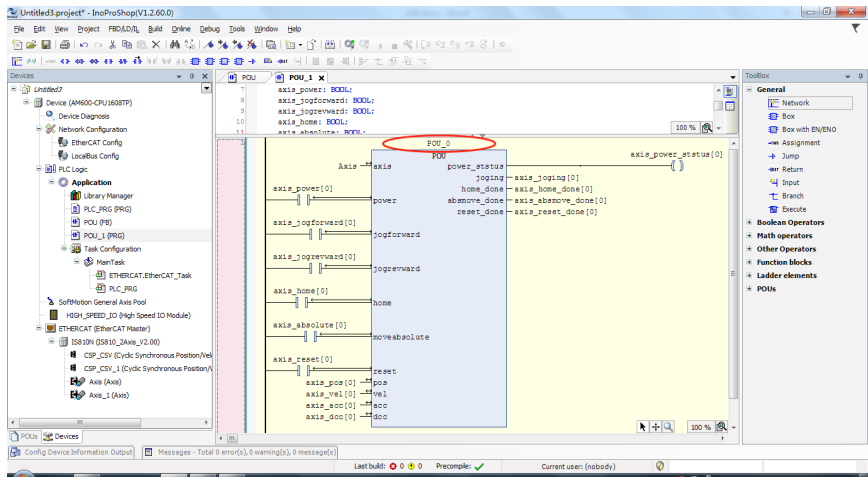 Untitled3.project* - InoProShop(V1.2.60.0)
File Edit View Project FBD/LD/IL Build Online Debug Tools Window Help
Devices
Untitled3
Device (AM600-CPU1608TP)
Device Diagnosis
Network Configuration
EtherCAT Config
LocalBus Config
PLC Logic
Application
Library Manager
PLC_PRG (PRG)
POU (FB)
POU_1 (PRG)
Task Configuration
MainTask
ETHERCAT.EtherCAT_Task
PLC_PRG
SoftMotion General Axis Pool
HIGH_SPEED_IO (High Speed IO Module)
ETHERCAT (EtherCAT Master)
IS810N (IS810_2Axis_V2.00)
CSP_CSV (Cyclic Synchronous Position/Vel
CSP_CSV_1 (Cyclic Synchronous Position/V
Axis (Axis)
Axis_1 (Axis)
POUs Devices
POU POU_1 x
7 axis_power: BOOL;
8 axis_jogforward: BOOL;
9 axis_jogrevward: BOOL;
10 axis_home: BOOL;
11 axis_absolute: BOOL;
100 %
1
POU_0
POU
Axis axis power_ststus axis_power_ststus[0]
joging axis_joging[0]
axis_power[0] home_done axis_home_done[0]
power absmove_done axis_absmove_done[0]
reset_done axis_reset_done[0]
axis_jogforward[0]
jogforward
axis_jogrevward[0]
jogrevward
axis_home[0]
home
axis_absolute[0]
moveabsolute
axis_reset[0]
reset
axis_pos[0] pos
axis_vel[0] vel
axis_acc[0] acc
axis_dcc[0] dcc
100 %
ToolBox
General
Network
Box
Box with EN/ENO
Assignment
Jump
Return
Input
Branch
Execute
Boolean Operators
Math operators
Other Operators
Function blocks
Ladder elements
POUs
Config Device Information Output Messages - Total 0 error(s), 0 warning(s), 0 message(s)
Last build: 0 0 Precompile: Current user: (nobody)